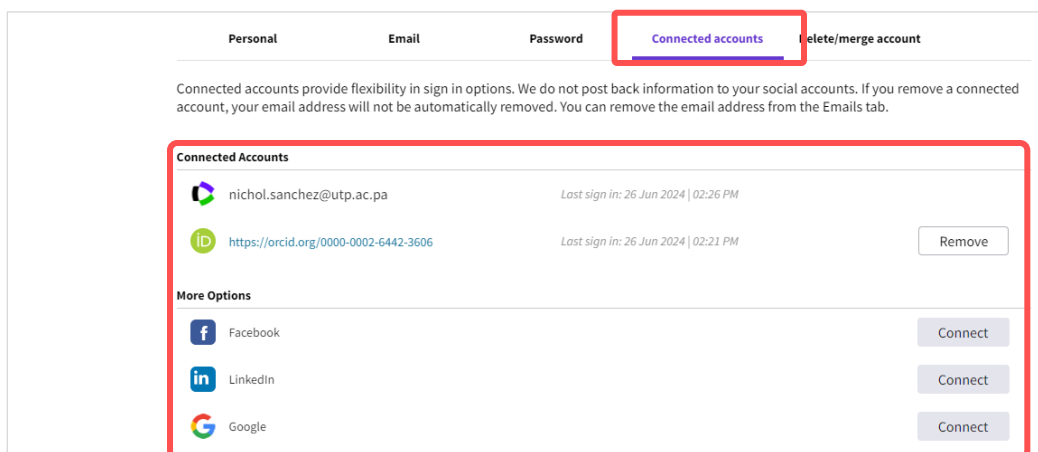 Personal Email Password Connected accounts Delete/merge account
Connected accounts provide flexibility in sign in options. We do not post back information to your social accounts. If you remove a connected
account, your email address will not be automatically removed. You can remove the email address from the Emails tab.
Connected Accounts
nichol.sanchez@utp.ac.pa Last sign in: 26 Jun 2024 | 02:26 PM
iD https://orcid.org/0000-0002-6442-3606 Last sign in: 26 Jun 2024 | 02:21 PM Remove
More Options
f Facebook Connect
in LinkedIn Connect
G Google Connect